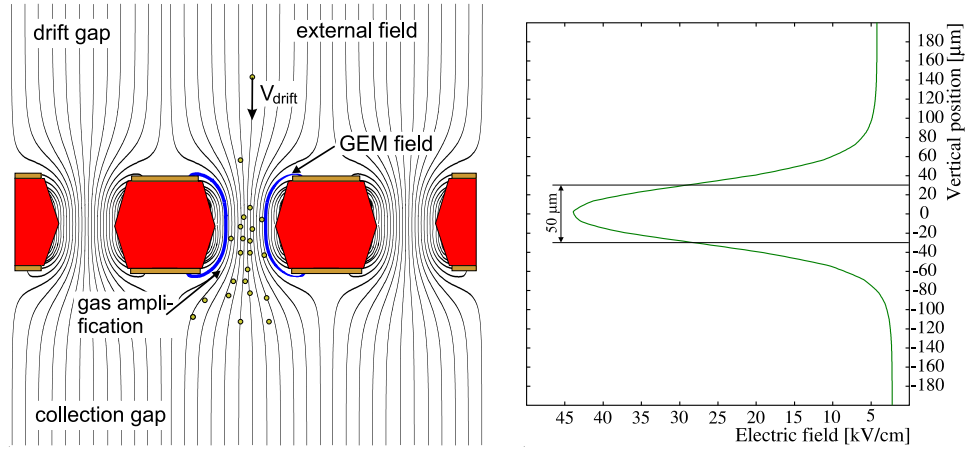 drift gap
external field
V drift
GEM field
gas ampli-
fication
collection gap
50 µm
180
160
140
120
100
80
60
40
20
0
-20
-40
-60
-80
-100
-120
-140
-160
-180
Vertical position [µm]
45 40 35 30 25 20 15 10 5
Electric field [kV/cm]